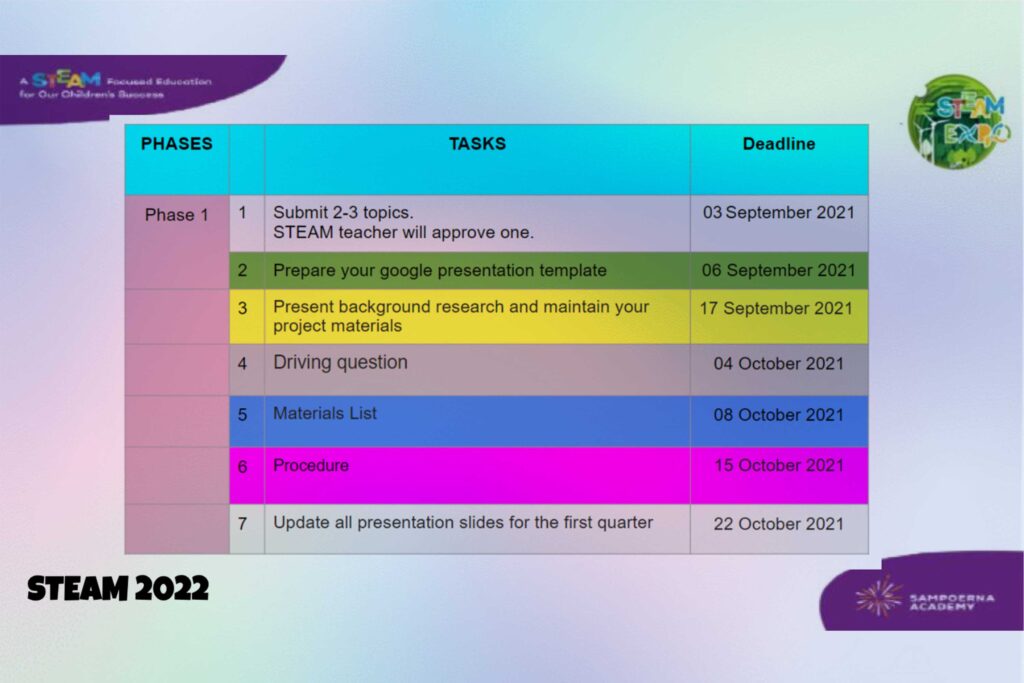 A STEAM Focused Education
for Our Children's Success
STEAM
EXPO
PHASES TASKS Deadline
Phase 1 1 Submit 2-3 topics. 03 September 2021
STEAM teacher will approve one.
2 Prepare your google presentation template 06 September 2021
3 Present background research and maintain your 17 September 2021
project materials
4 Driving question 04 October 2021
5 Materials List 08 October 2021
6 Procedure 15 October 2021
7 Update all presentation slides for the first quarter 22 October 2021
STEAM 2022
SAMPOERNA
ACADEMY